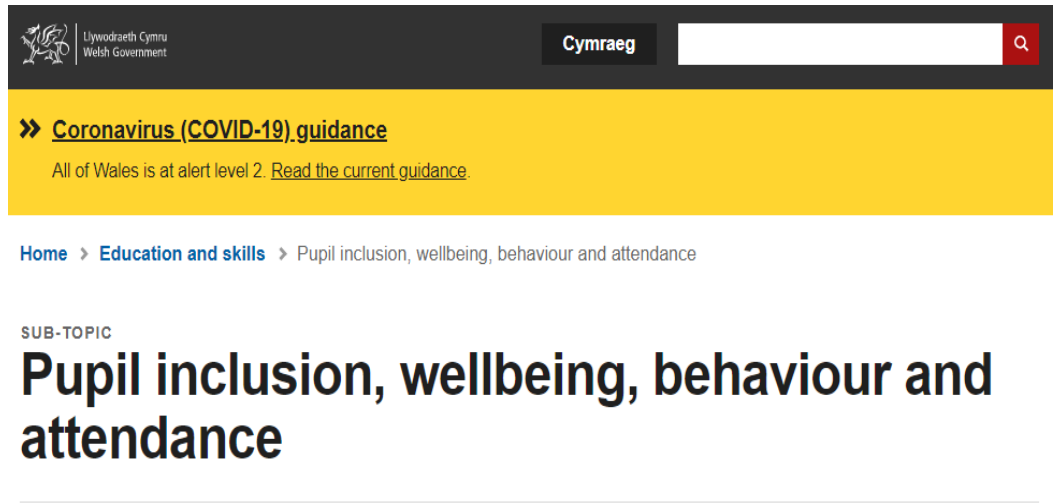 Llywodraeth Cymru
Welsh Government
Cymraeg
Coronavirus (COVID-19) guidance
All of Wales is at alert level 2. Read the current guidance.
Home > Education and skills > Pupil inclusion, wellbeing, behaviour and attendance
SUB-TOPIC
Pupil inclusion, wellbeing, behaviour and
attendance